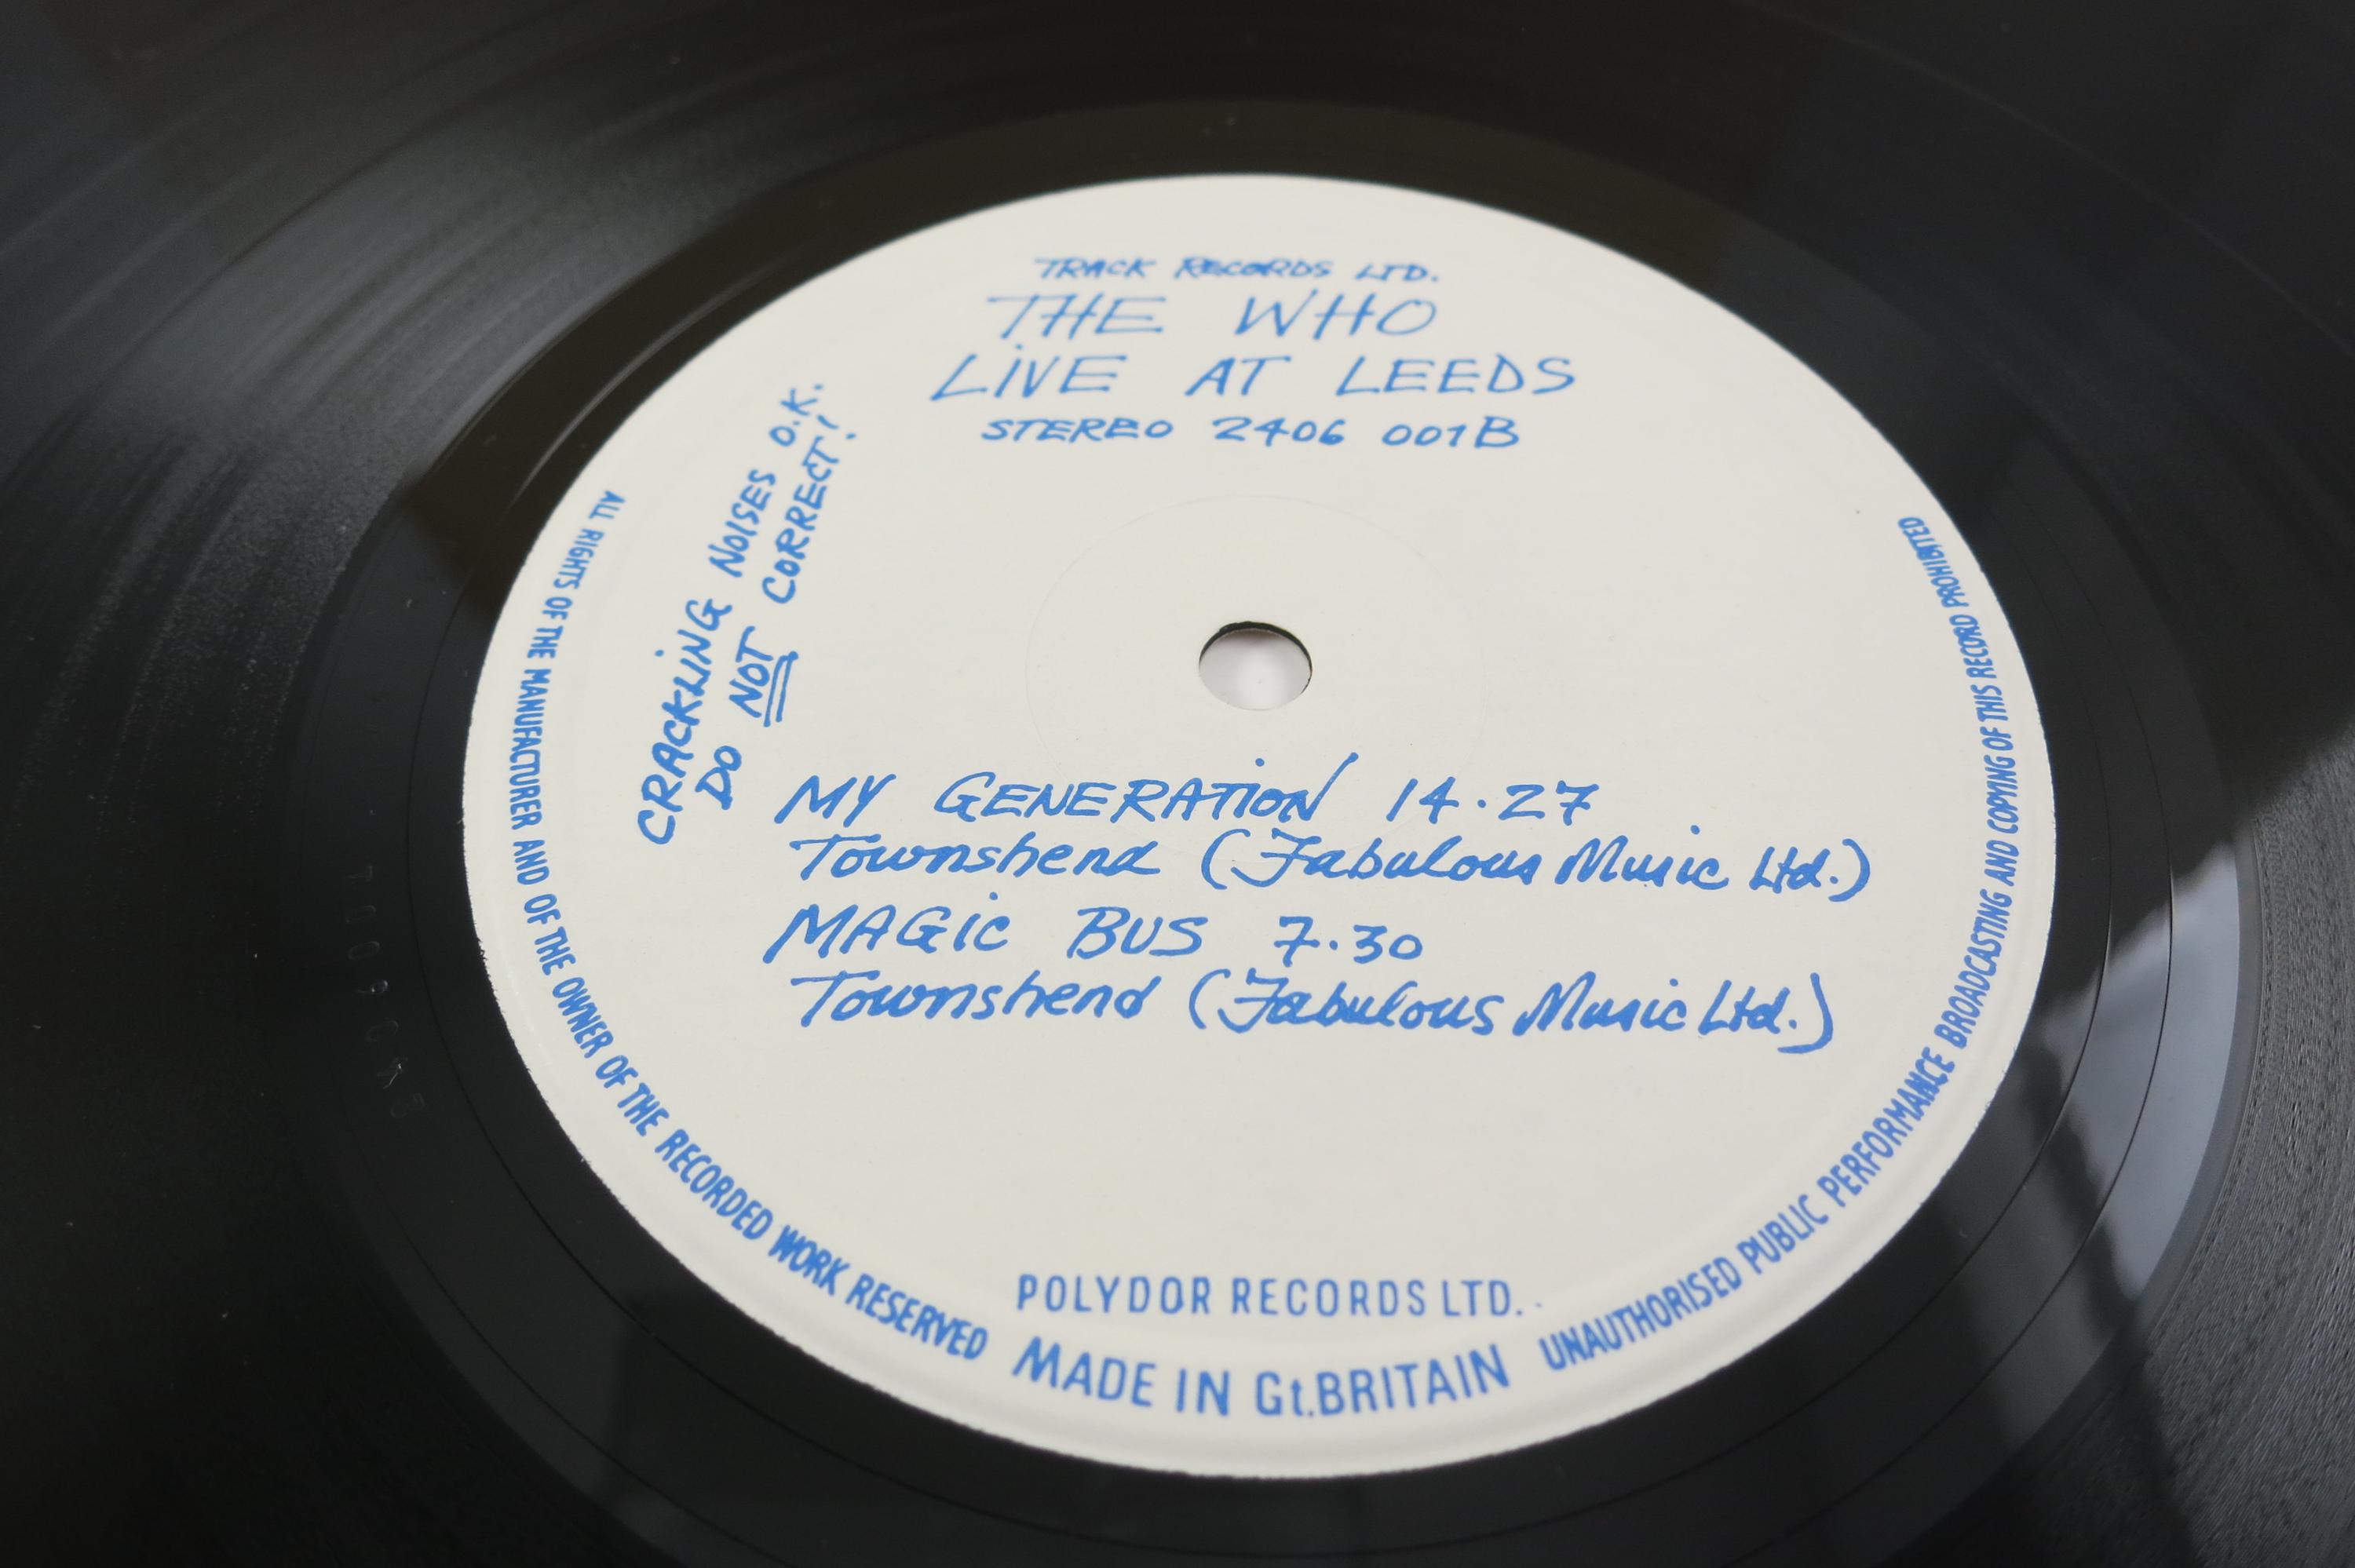 TRACK RECORDS LTD.
THE WHO
LiVE AT LEEDS
STEREO 2406 001B
CRACKLING NOISES O.K.
DO NOT CORRECT!
MY GENERATION 14·27
Townshend (Fabulous Music Ltd.)
MAGiC BUS 7·30
Townshend (Fabulous Music Ltd.)
POLYDOR RECORDS LTD.
ALL RIGHTS OF THE MANUFACTURER AND OF THE OWNER OF THE RECORDED WORK RESERVED MADE IN Gt.BRITAIN UNAUTHORISED PUBLIC PERFORMANCE BROADCASTING AND COPYING OF THIS RECORD PROHIBITED